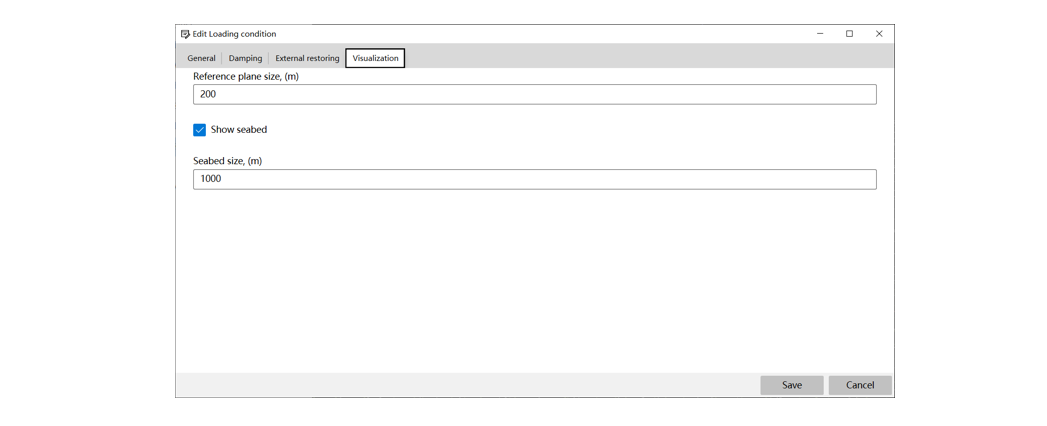 Edit Loading condition
General Damping External restoring Visualization
Reference plane size, (m)
200
Show seabed
Seabed size, (m)
1000
Save Cancel